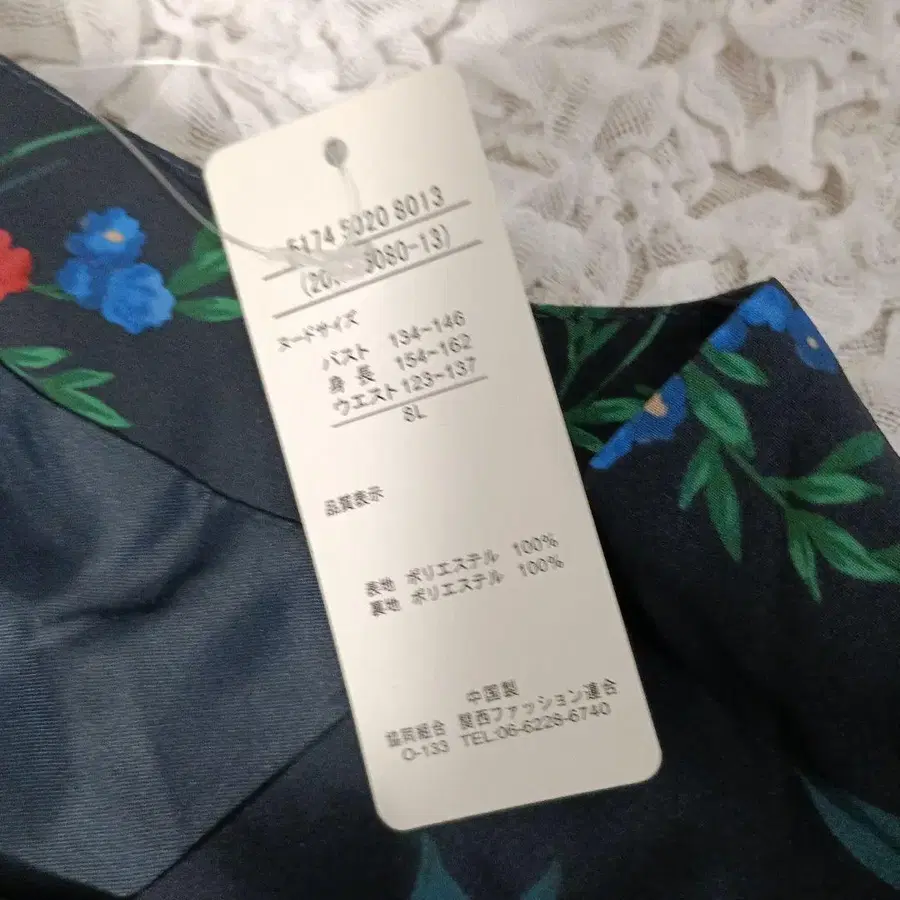 5174 5020 8013
8080-13)
ヌードサイズ
バスト 134~146
身長 154~162
ウエスト 123~137
8L
品質表示
表地 ポリエステル 100%
裏地 ポリエステル 100%
中国製
協同組合 関西ファッション連合
O-133 TEL:06-6228-6740